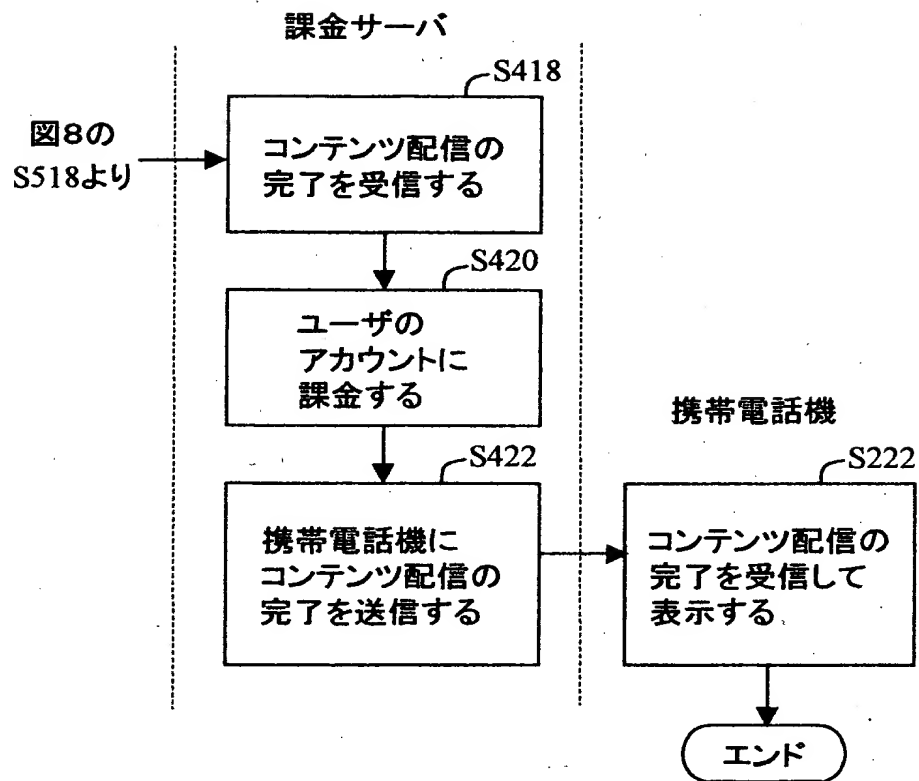 課金サーバ
S418
図8の
S518より
コンテンツ配信の
完了を受信する
S420
ユーザの
アカウントに
課金する
携帯電話機
S422
S222
携帯電話機に
コンテンツ配信の
完了を送信する
コンテンツ配信の
完了を受信して
表示する
エンド